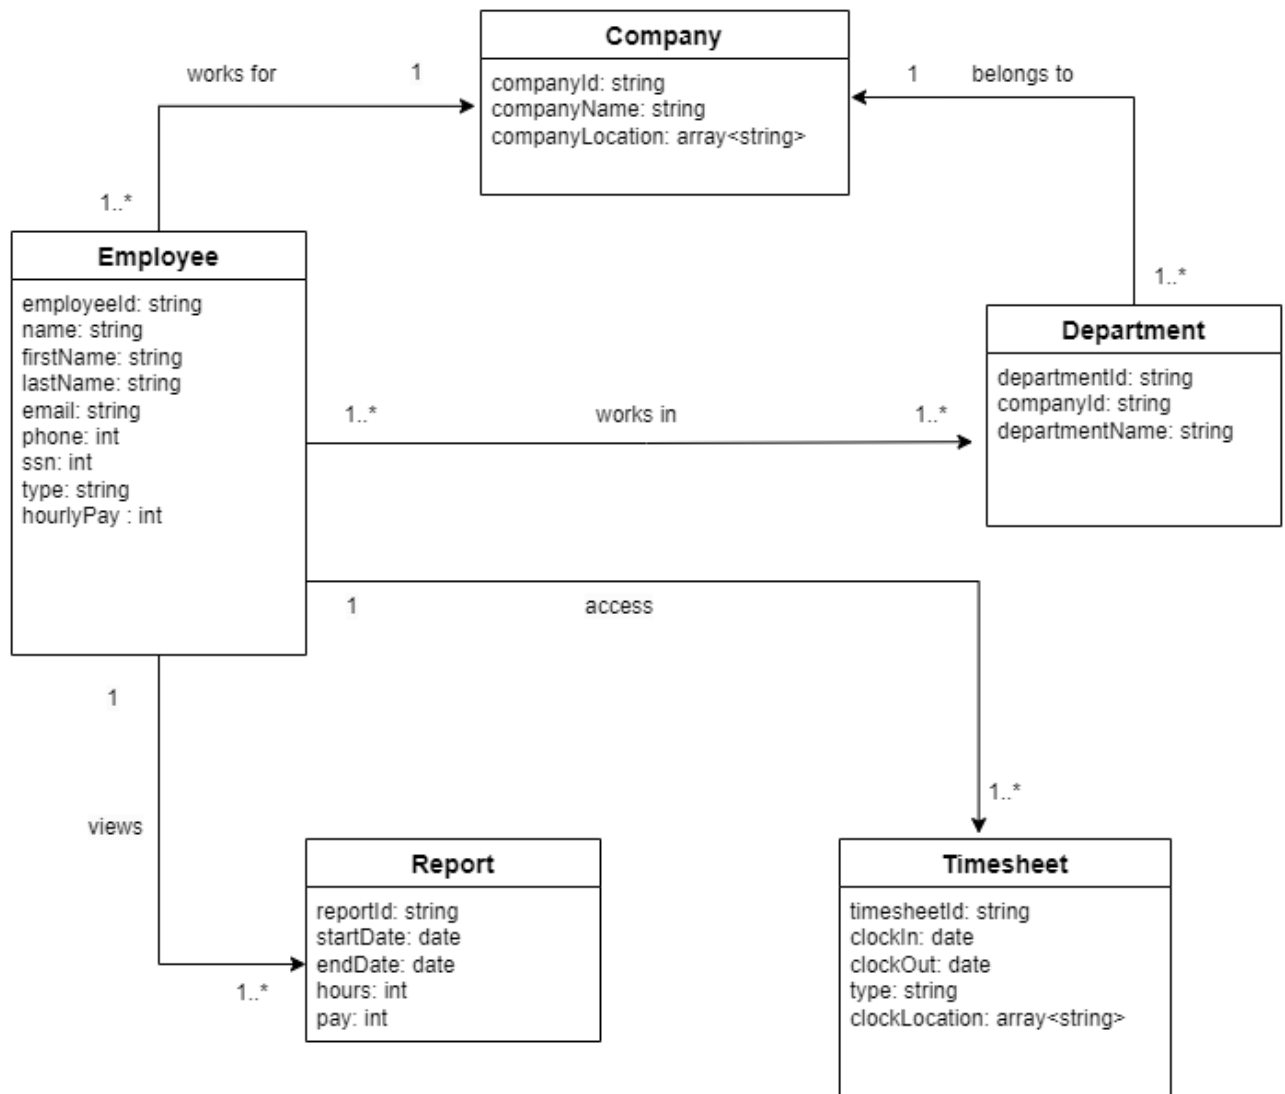 Company
companyId: string
companyName: string
companyLocation: array<string>
works for
1
1
belongs to
1..*
1..*
Employee
employeeId: string
name: string
firstName: string
lastName: string
email: string
phone: int
ssn: int
type: string
hourlyPay : int
Department
departmentId: string
companyId: string
departmentName: string
1..*
works in
1..*
1
access
1
1..*
views
1..*
Report
reportId: string
startDate: date
endDate: date
hours: int
pay: int
Timesheet
timesheetId: string
clockIn: date
clockOut: date
type: string
clockLocation: array<string>